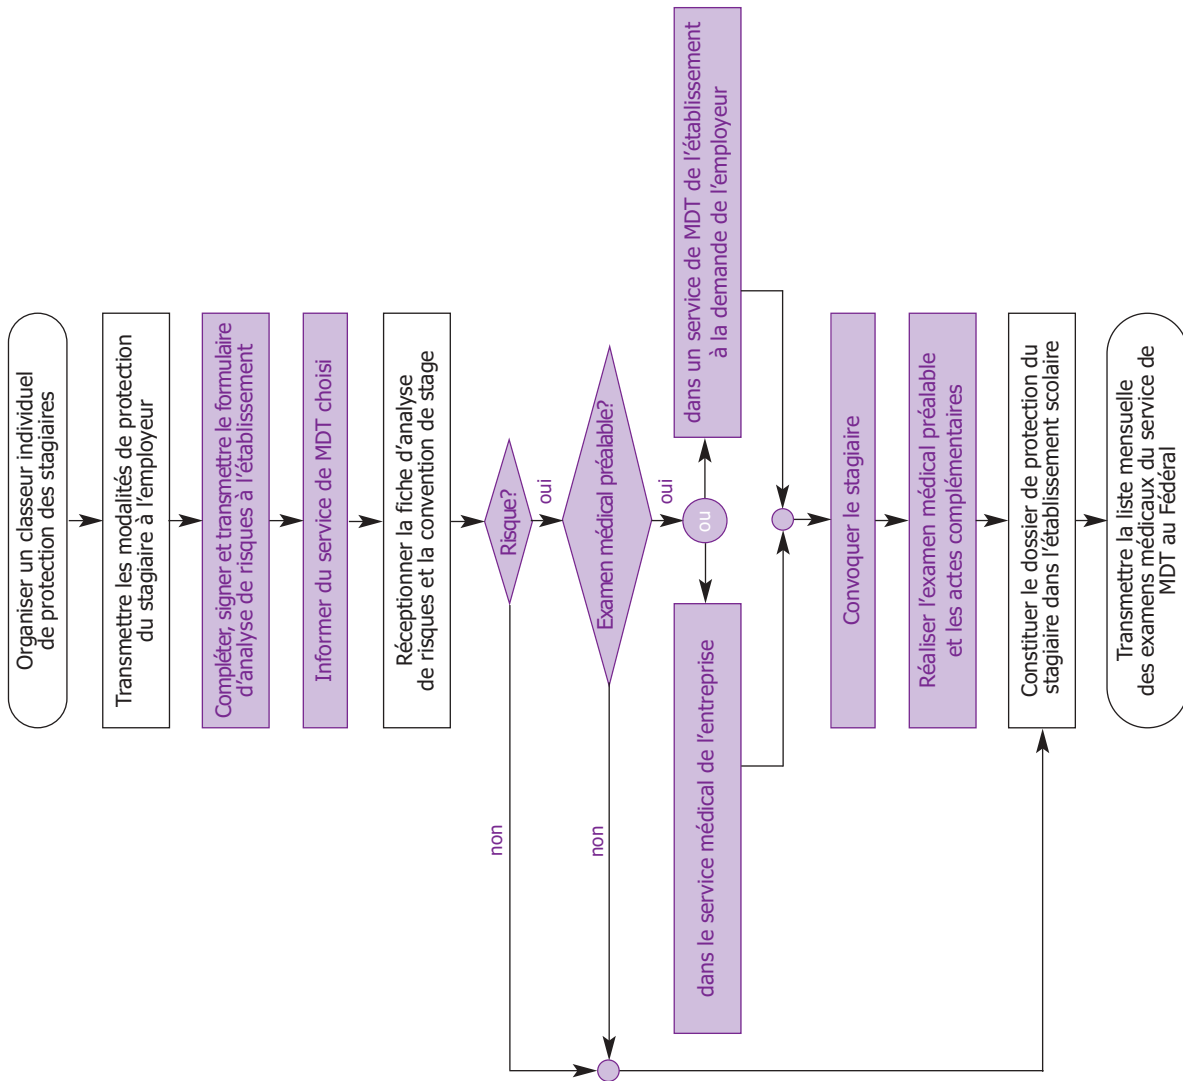 Organiser un classeur individuel
de protection des stagiaires
Transmettre les modalités de protection
du stagiaire à l'employeur
Compléter, signer et transmettre le formulaire
d'analyse de risques à l'établissement
Informer du service de MDT choisi
Réceptionner la fiche d'analyse
de risques et la convention de stage
Risque?
non
oui
Examen médical préalable?
non
oui
ou
dans le service médical de l'entreprise
dans un service de MDT de l'établissement
à la demande de l'employeur
Convoquer le stagiaire
Réaliser l'examen médical préalable
et les actes complémentaires
Constituer le dossier de protection du
stagiaire dans l'établissement scolaire
Transmettre la liste mensuelle
des examens médicaux du service de
MDT au Fédéral